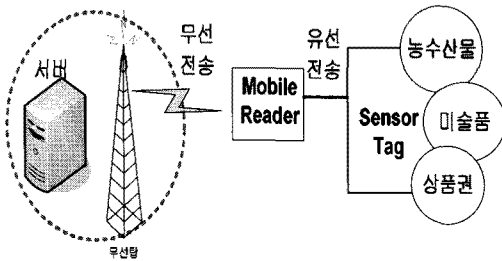 서버
무선
전송
무선탑
Mobile
Reader
유선
전송
Sensor
Tag
농수산물
미술품
상품권